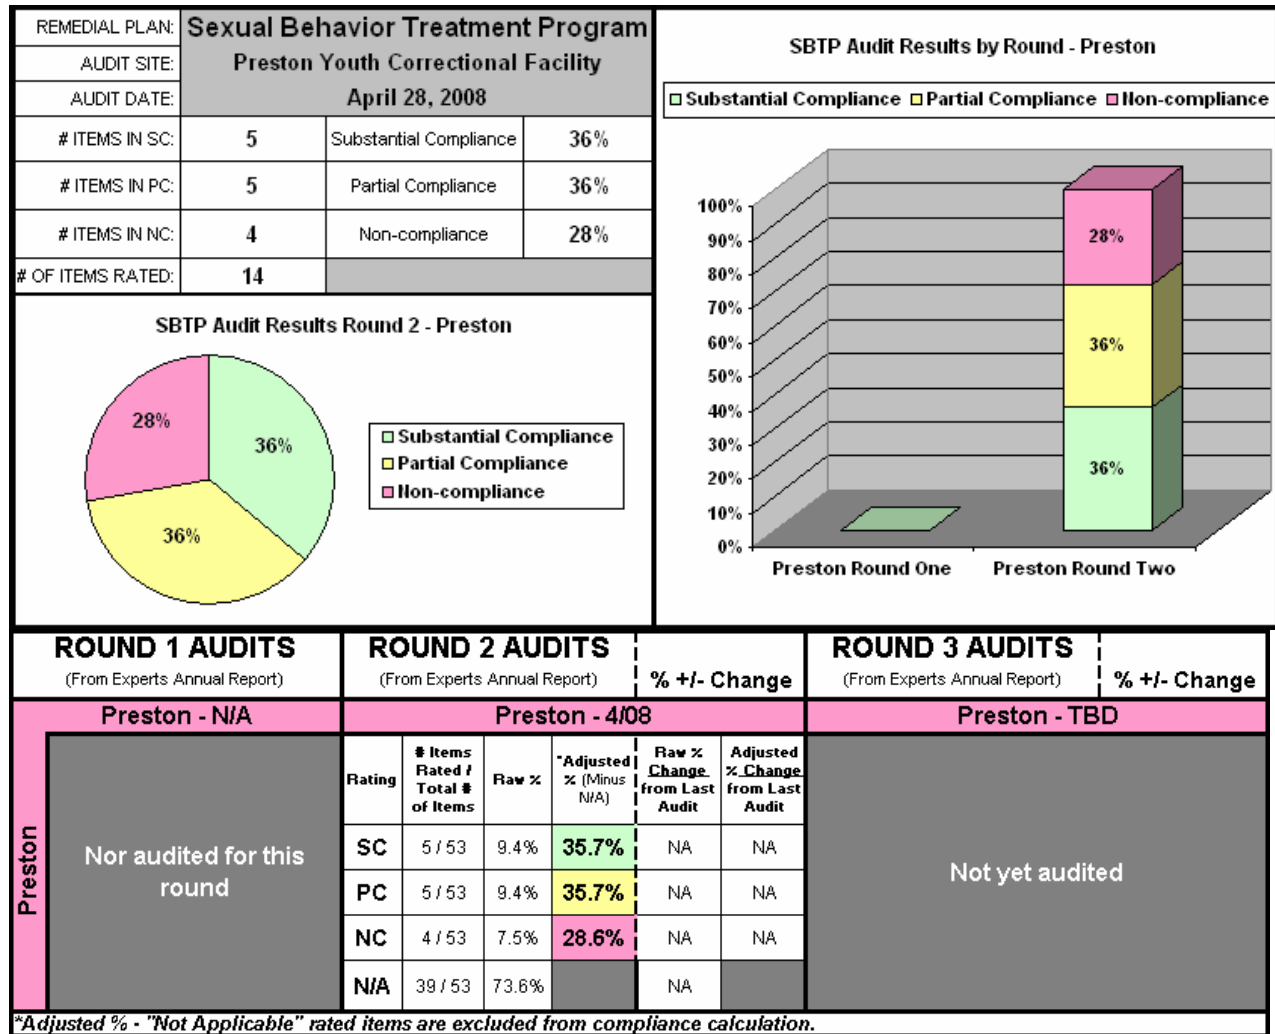 REMEDIAL PLAN: Sexual Behavior Treatment Program
AUDIT SITE: Preston Youth Correctional Facility
AUDIT DATE: April 28, 2008
# ITEMS IN SC: 5 Substantial Compliance 36%
# ITEMS IN PC: 5 Partial Compliance 36%
# ITEMS IN NC: 4 Non-compliance 28%
# OF ITEMS RATED: 14
SBTP Audit Results Round 2 - Preston
28%
36%
36%
Substantial Compliance
Partial Compliance
Non-compliance
SBTP Audit Results by Round - Preston
Substantial Compliance Partial Compliance Non-compliance
100%
90%
80%
70%
60%
50%
40%
30%
20%
10%
0%
28%
36%
36%
Preston Round One Preston Round Two
ROUND 1 AUDITS
(From Experts Annual Report)
Preston - N/A
Preston
Nor audited for this
round
ROUND 2 AUDITS
(From Experts Annual Report) % +/- Change
Preston - 4/08
Rating
# Items
Rated /
Total #
of Items
Raw %
*Adjusted
% (Minus
N/A)
Raw %
Change
from Last
Audit
Adjusted
% Change
from Last
Audit
SC 5 / 53 9.4% 35.7% NA NA
PC 5 / 53 9.4% 35.7% NA NA
NC 4 / 53 7.5% 28.6% NA NA
N/A 39 / 53 73.6% NA
ROUND 3 AUDITS
(From Experts Annual Report) % +/- Change
Preston - TBD
Not yet audited
*Adjusted % - "Not Applicable" rated items are excluded from compliance calculation.